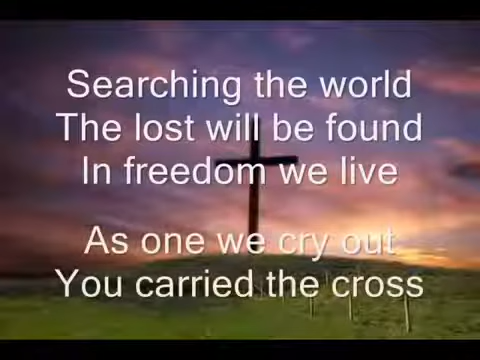 Searching the world
The lost will be found
In freedom we live
As one we cry out
You carried the cross